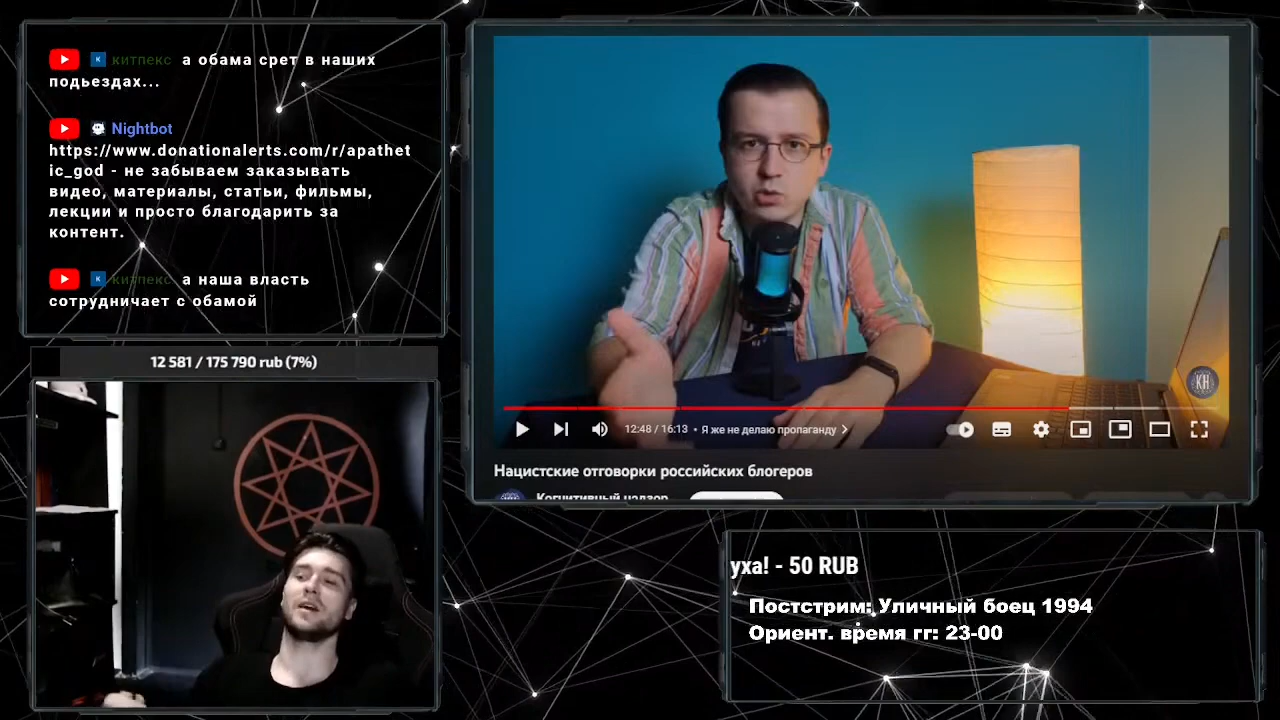 китпекс а обама срет в наших
подьездах...
Nightbot
https://www.donationalerts.com/r/apathet
ic_god - не забываем заказывать
видео, материалы, статьи, фильмы,
лекции и просто благодарить за
контент.
китпекс а наша власть
сотрудничает с обамой
12 581 / 175 790 rub (7%)
КН
12:48 / 16:13 • Я же не делаю пропаганду
Нацистские отговорки российских блогеров
Когнитивный надзор
уха! - 50 RUB
Постстрим: Уличный боец 1994
Ориент. время гг: 23-00